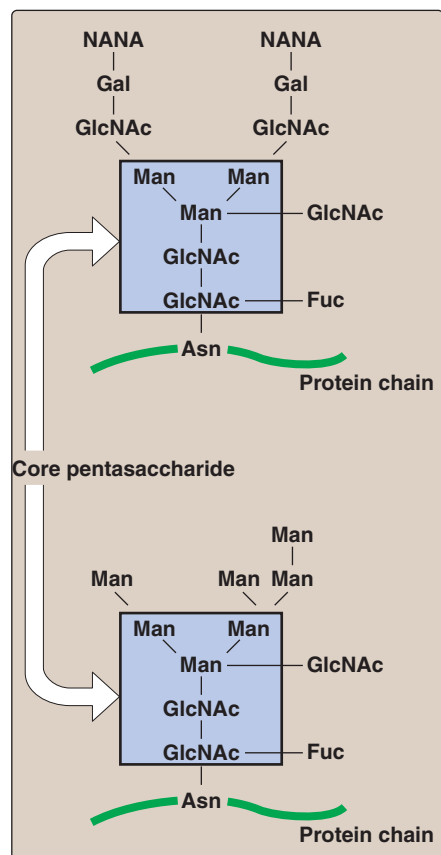 NANA NANA
Gal Gal
GlcNAc GlcNAc
Man Man
Man GlcNAc
GlcNAc
GlcNAc Fuc
Asn
Protein chain
Core pentasaccharide
Man
Man Man Man
Man Man
Man GlcNAc
GlcNAc
GlcNAc Fuc
Asn
Protein chain